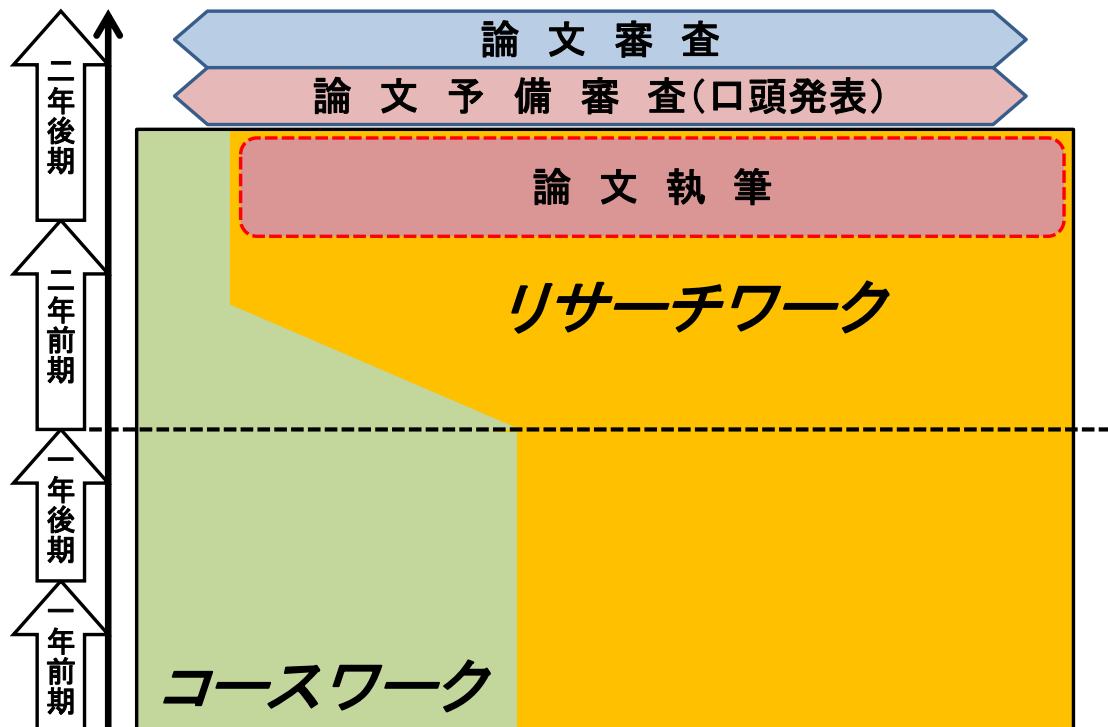 論文審査
論文予備審査(口頭発表)
論文執筆
リサーチワーク
コースワーク
二年後期
二年前期
一年後期
一年前期